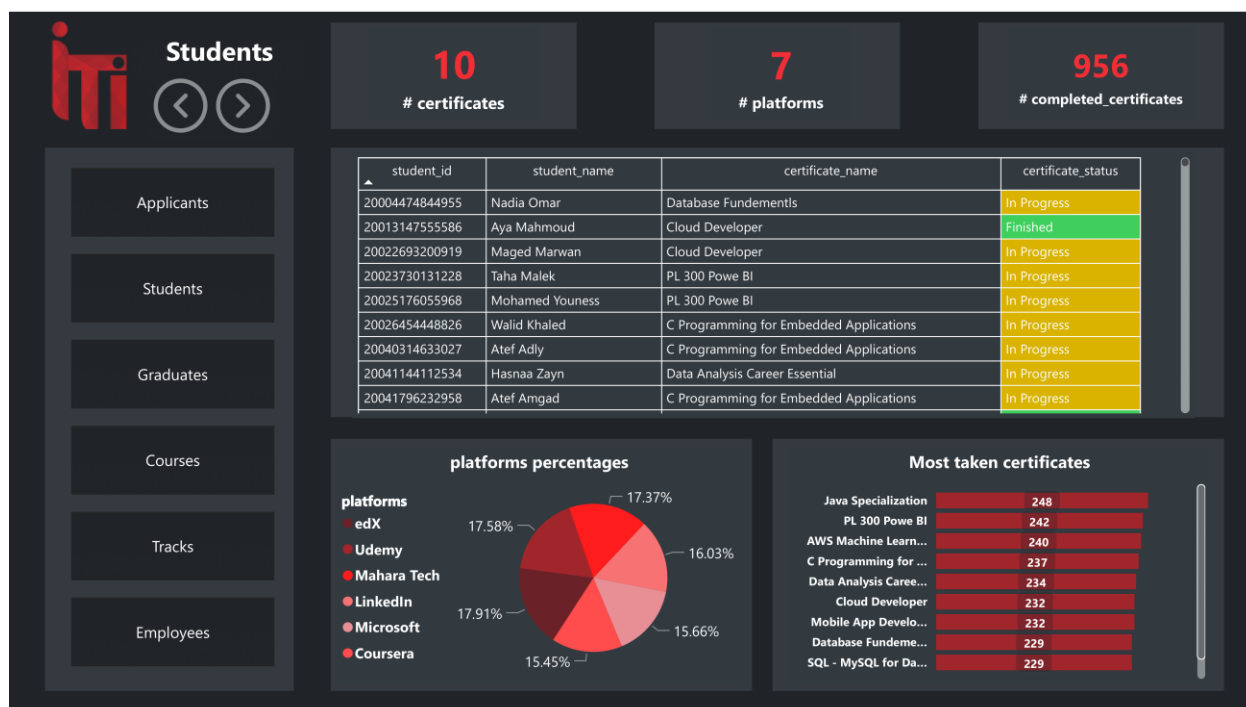 iTi
Students
10
# certificates
7
# platforms
956
# completed_certificates
Applicants
Students
Graduates
Courses
Tracks
Employees
student_id student_name certificate_name certificate_status
20004474844955 Nadia Omar Database Fundementls In Progress
20013147555586 Aya Mahmoud Cloud Developer Finished
20022693200919 Maged Marwan Cloud Developer In Progress
20023730131228 Taha Malek PL 300 Powe BI In Progress
20025176055968 Mohamed Youness PL 300 Powe BI In Progress
20026454448826 Walid Khaled C Programming for Embedded Applications In Progress
20040314633027 Atef Adly C Programming for Embedded Applications In Progress
20041144112534 Hasnaa Zayn Data Analysis Career Essential In Progress
20041796232958 Atef Amgad C Programming for Embedded Applications In Progress
platforms percentages
platforms
edX
Udemy
Mahara Tech
LinkedIn
Microsoft
Coursera
17.37%
17.58%
16.03%
17.91%
15.66%
15.45%
Most taken certificates
Java Specialization 248
PL 300 Powe BI 242
AWS Machine Learn... 240
C Programming for ... 237
Data Analysis Caree... 234
Cloud Developer 232
Mobile App Develo... 232
Database Fundeme... 229
SQL - MySQL for Da... 229